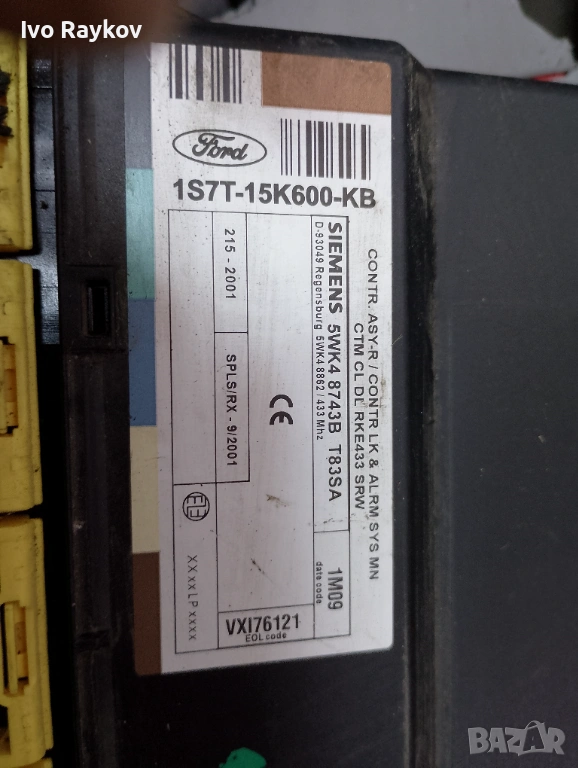 Ivo Raykov
Ford
1S7T-15K600-KB
CONTR. ASY-R / CONTR LK & ALRM SYS MN
CTM CL DL RKE433 SRW
SIEMENS 5WK4 8743B T83SA
D-93049 Regensburg 5WK4 8862 / 433 Mhz
215 - 2001
SPLS/RX - 9/2001
CE
E3
XXXXLPXXXX
1M09
date code
VXI76121
EOL code
BAZAR